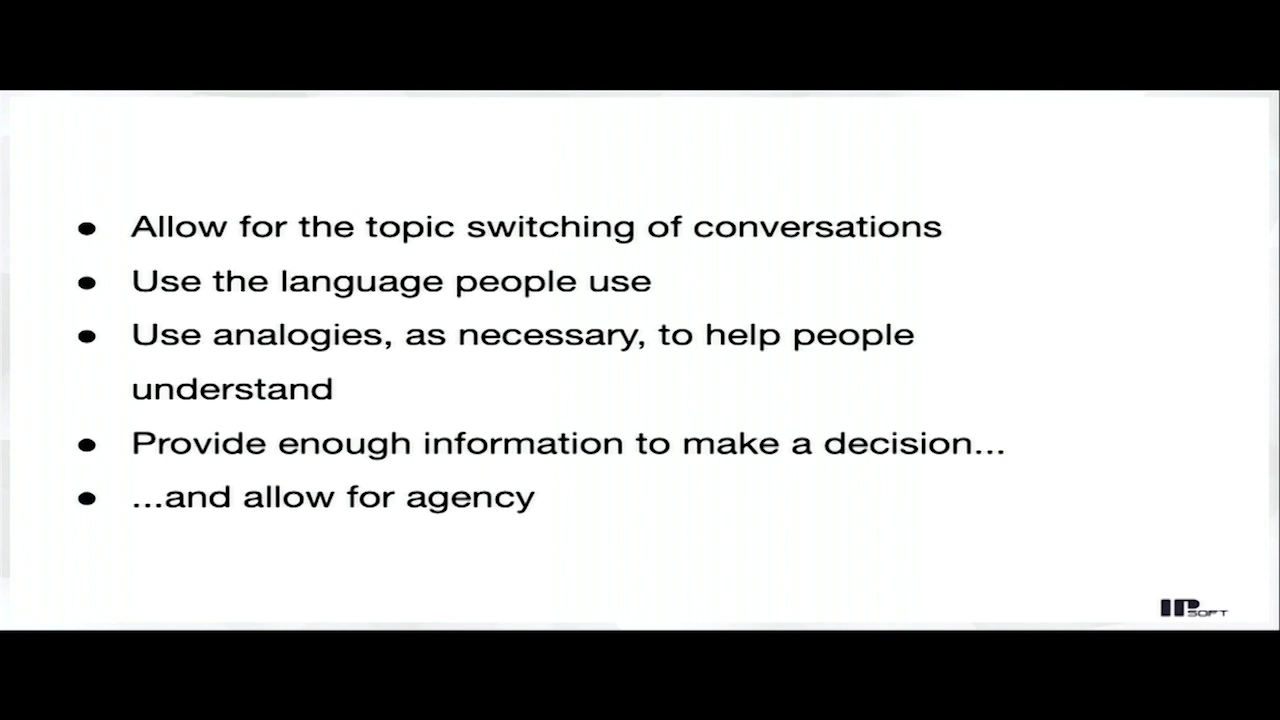 ● Allow for the topic switching of conversations
● Use the language people use
● Use analogies, as necessary, to help people
understand
● Provide enough information to make a decision...
● ...and allow for agency
IPSOFT